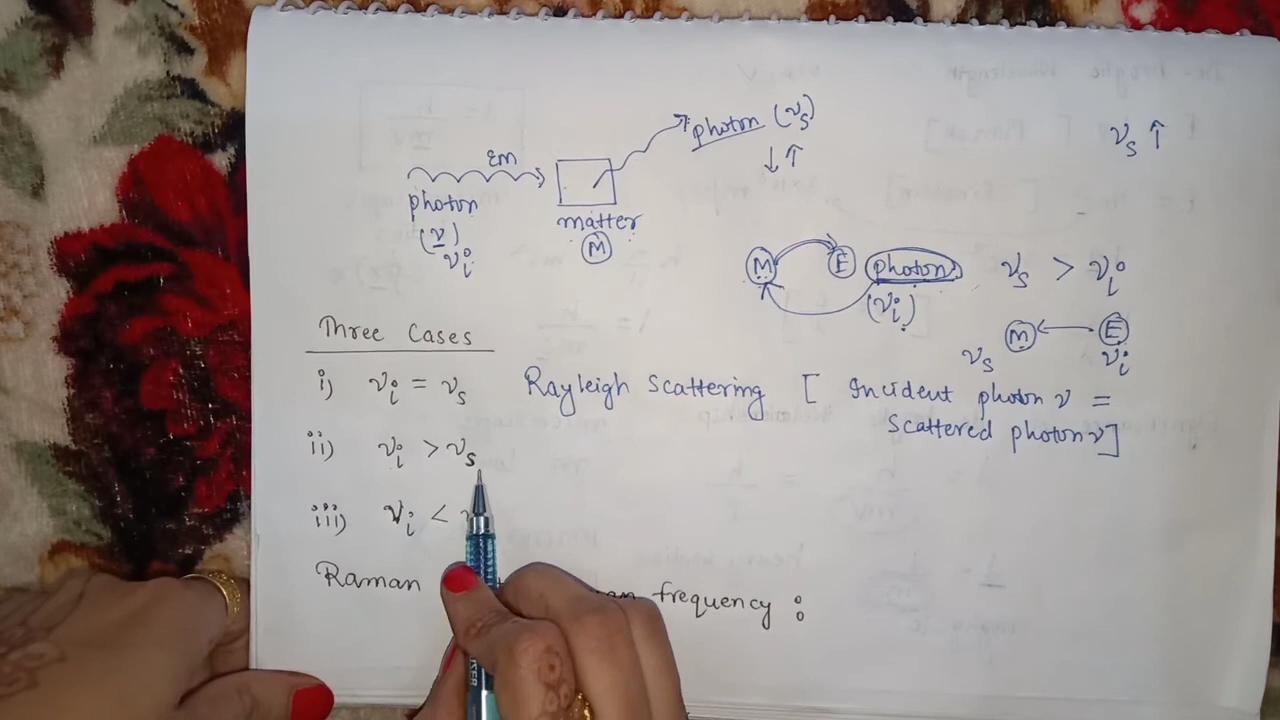 photon (νs)
↓↑
νs ↑
EM
photon
(ν)
νi
matter
M
M E photon νs > νi
(νi)
M ⟷ E
νs νi
Three Cases
i) νi = νs Rayleigh Scattering [ Incident photon ν =
Scattered photon ν]
ii) νi > νs
iii) νi <
Raman frequency :